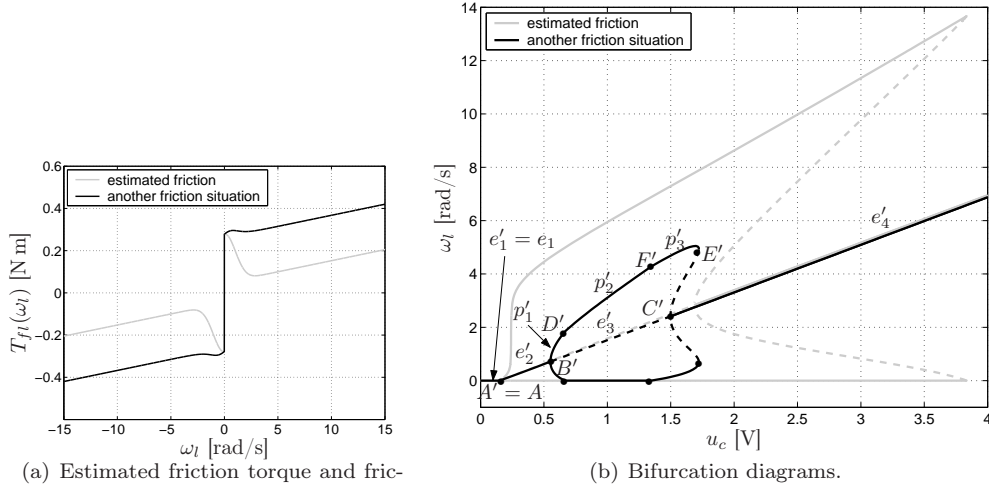 estimated friction
another friction situation
0.6
0.4
0.2
0
−0.2
−0.4
−15 −10 −5 0 5 10 15
T_fl(ω_l) [N m]
ω_l [rad/s]
(a) Estimated friction torque and fric-
estimated friction
another friction situation
14
12
10
8
6
4
2
0
0 0.5 1 1.5 2 2.5 3 3.5 4
ω_l [rad/s]
u_c [V]
e′_1 = e_1
A′ = A
e′_2
B′
p′_1
D′
p′_2
F′
p′_3
E′
e′_3
C′
e′_4
(b) Bifurcation diagrams.